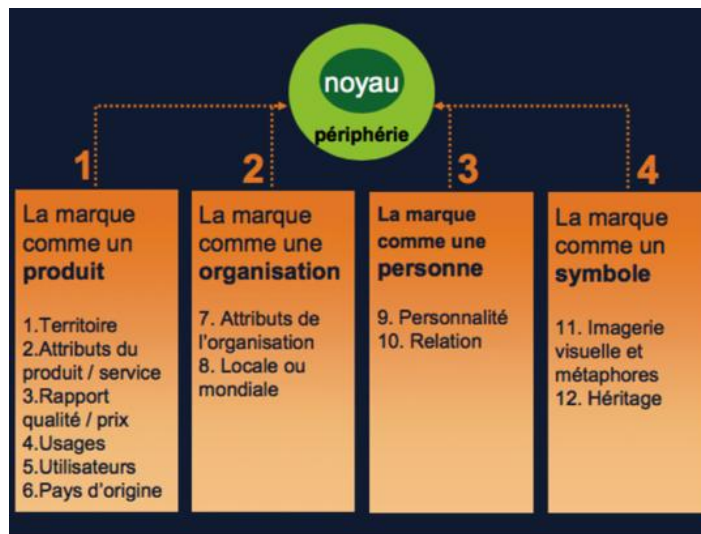 noyau
périphérie
1
2
3
4
La marque
comme un
produit
1.Territoire
2.Attributs du
produit / service
3.Rapport
qualité / prix
4.Usages
5.Utilisateurs
6.Pays d'origine
La marque
comme une
organisation
7. Attributs de
l'organisation
8. Locale ou
mondiale
La marque
comme une
personne
9. Personnalité
10. Relation
La marque
comme un
symbole
11. Imagerie
visuelle et
métaphores
12. Héritage